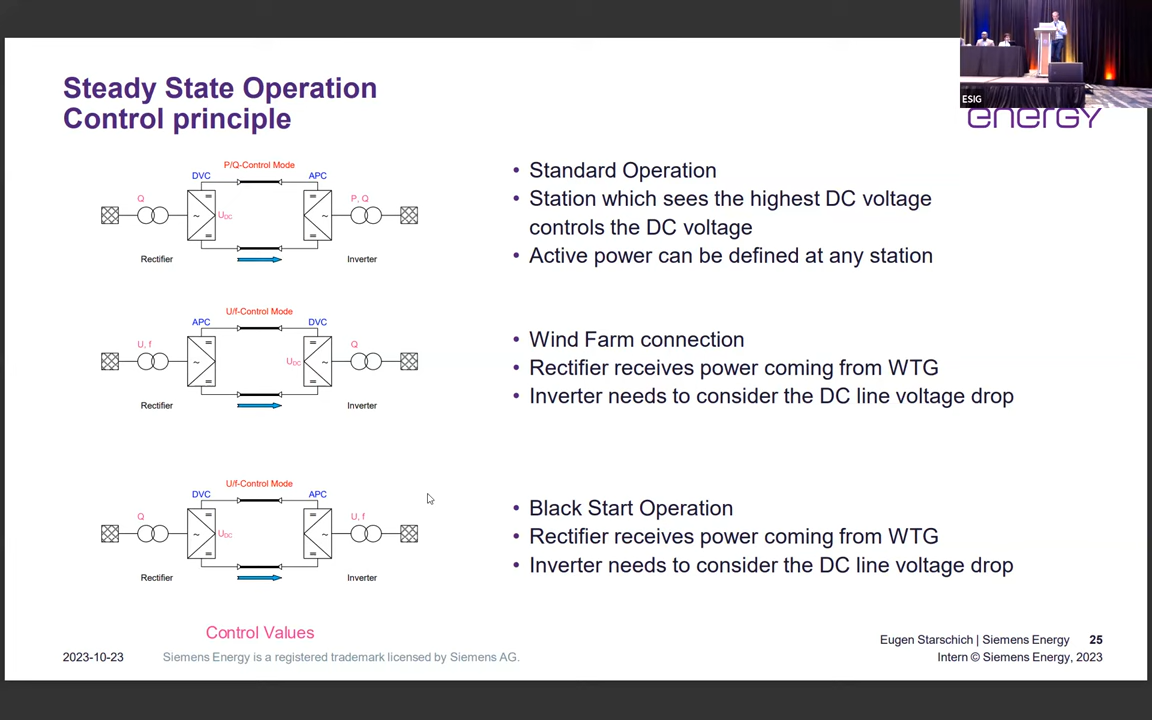 ESIG
energy
Steady State Operation
Control principle
P/Q-Control Mode
DVC
APC
Q
P, Q
UDC
~
~
=
=
=
=
Rectifier
Inverter
• Standard Operation
• Station which sees the highest DC voltage
controls the DC voltage
• Active power can be defined at any station
U/f-Control Mode
APC
DVC
U, f
Q
UDC
~
~
=
=
=
=
Rectifier
Inverter
• Wind Farm connection
• Rectifier receives power coming from WTG
• Inverter needs to consider the DC line voltage drop
U/f-Control Mode
DVC
APC
Q
U, f
UDC
~
~
=
=
=
=
Rectifier
Inverter
• Black Start Operation
• Rectifier receives power coming from WTG
• Inverter needs to consider the DC line voltage drop
Control Values
Eugen Starschich | Siemens Energy 25
2023-10-23
Siemens Energy is a registered trademark licensed by Siemens AG.
Intern © Siemens Energy, 2023